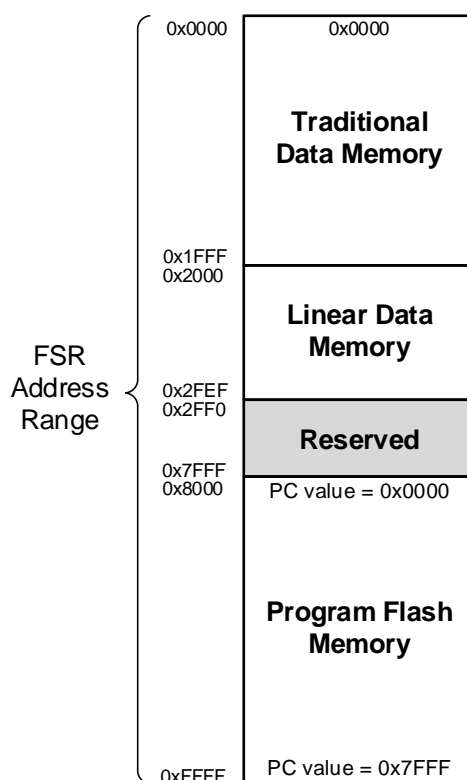 0x0000
0x0000
Traditional
Data Memory
0x1FFF
0x2000
Linear Data
Memory
FSR
Address
Range
0x2FEF
0x2FF0
Reserved
0x7FFF
0x8000
PC value = 0x0000
Program Flash
Memory
0xFFFF
PC value = 0x7FFF